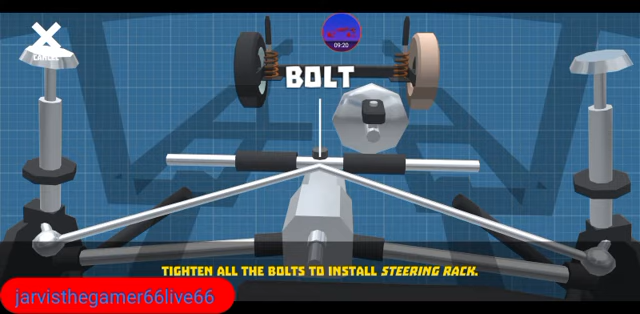 09:20
CANCEL
BOLT
TIGHTEN ALL THE BOLTS TO INSTALL STEERING RACK.
jarvisthegamer66live66